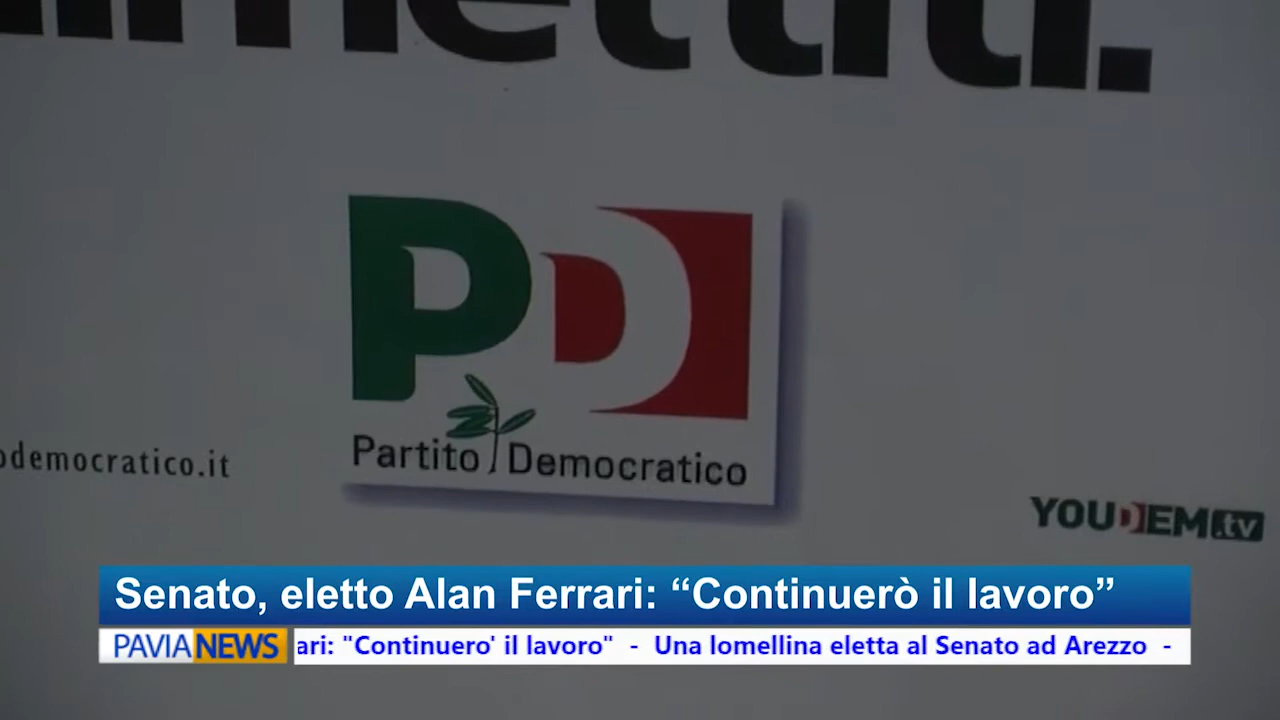 PD
Partito Democratico
odemocratico.it
YOUDEM.tv
Senato, eletto Alan Ferrari: “Continuerò il lavoro”
PAVIA NEWS
ari: "Continuero' il lavoro" - Una lomellina eletta al Senato ad Arezzo -